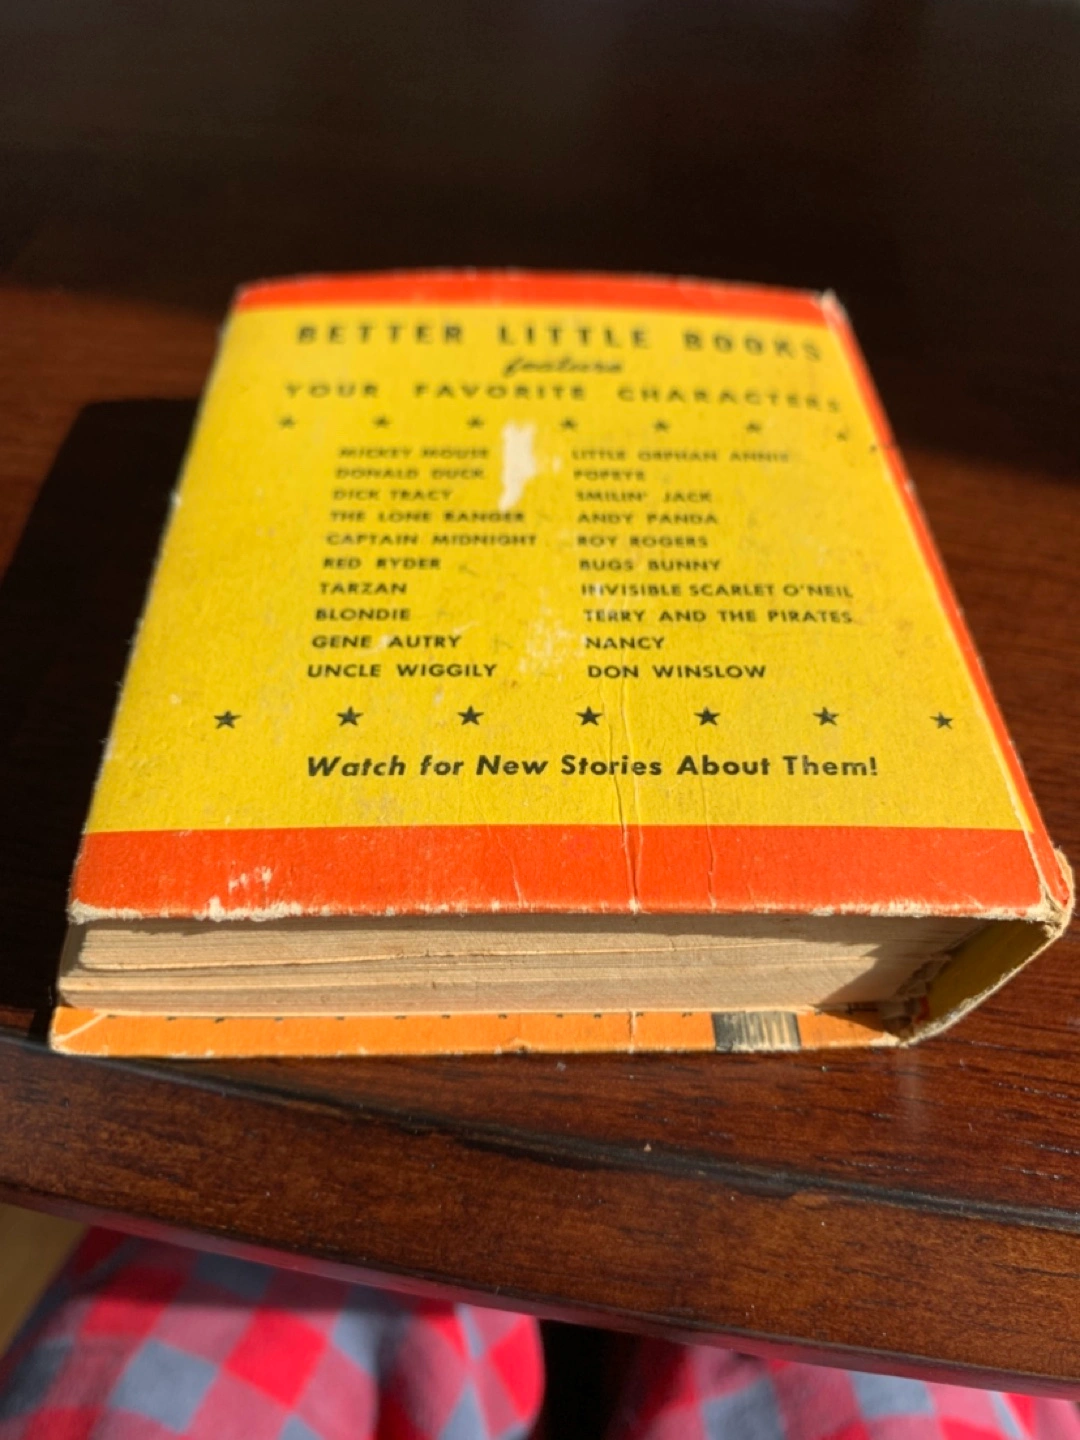 BETTER LITTLE BOOKS
feature
YOUR FAVORITE CHARACTERS
MICKEY MOUSE
DONALD DUCK
DICK TRACY
THE LONE RANGER
CAPTAIN MIDNIGHT
RED RYDER
TARZAN
BLONDIE
GENE AUTRY
UNCLE WIGGILY
LITTLE ORPHAN ANNIE
POPEYE
SMILIN' JACK
ANDY PANDA
ROY ROGERS
BUGS BUNNY
INVISIBLE SCARLET O'NEIL
TERRY AND THE PIRATES
NANCY
DON WINSLOW
Watch for New Stories About Them!